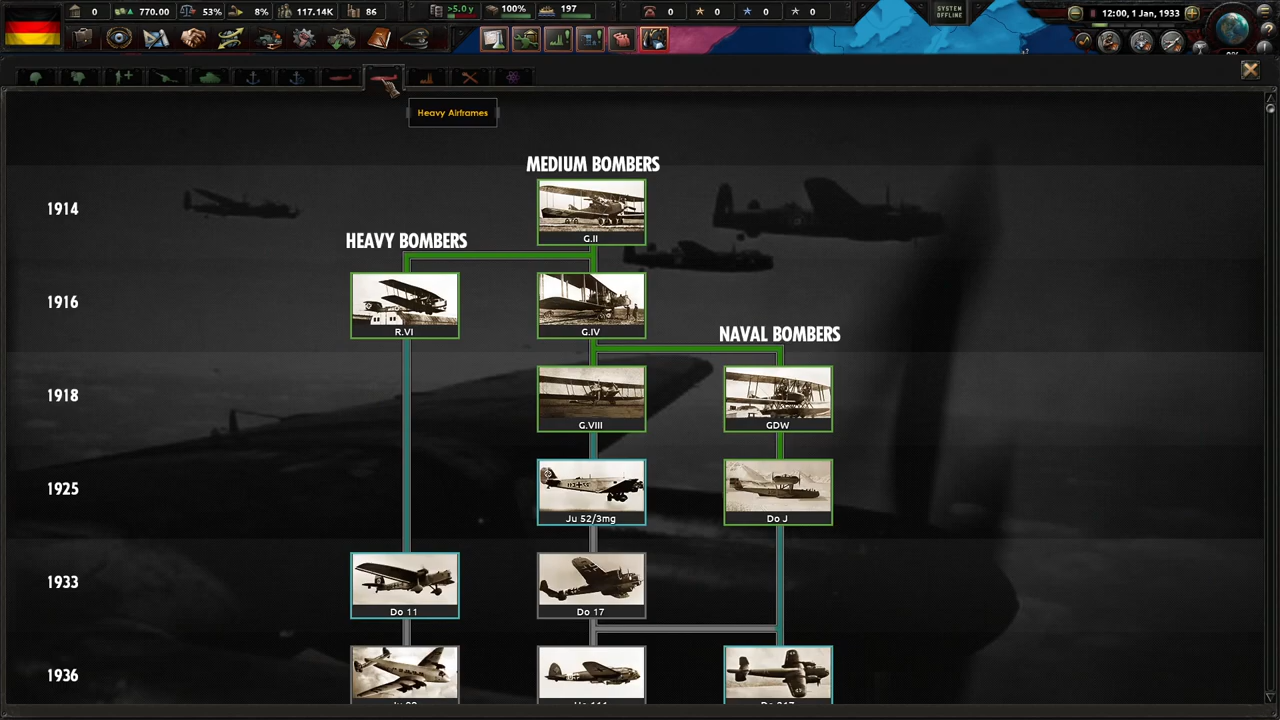 0 770.00 53% 8% 117.14K 86 >5.0 y 100% 197 0 0 0 0 SYSTEM OFFLINE 12:00, 1 Jan, 1933
Heavy Airframes
MEDIUM BOMBERS
1914
G.II
HEAVY BOMBERS
1916
R.VI G.IV
NAVAL BOMBERS
1918
G.VIII GDW
1925
Ju 52/3mg Do J
1933
Do 11 Do 17
1936